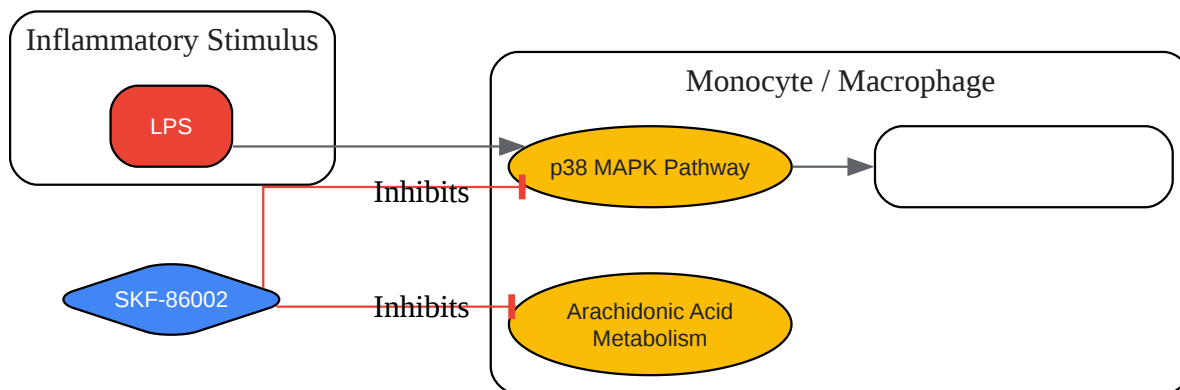 Inflammatory Stimulus
LPS
Monocyte / Macrophage
p38 MAPK Pathway
Inhibits
SKF-86002
Inhibits
Arachidonic Acid
Metabolism